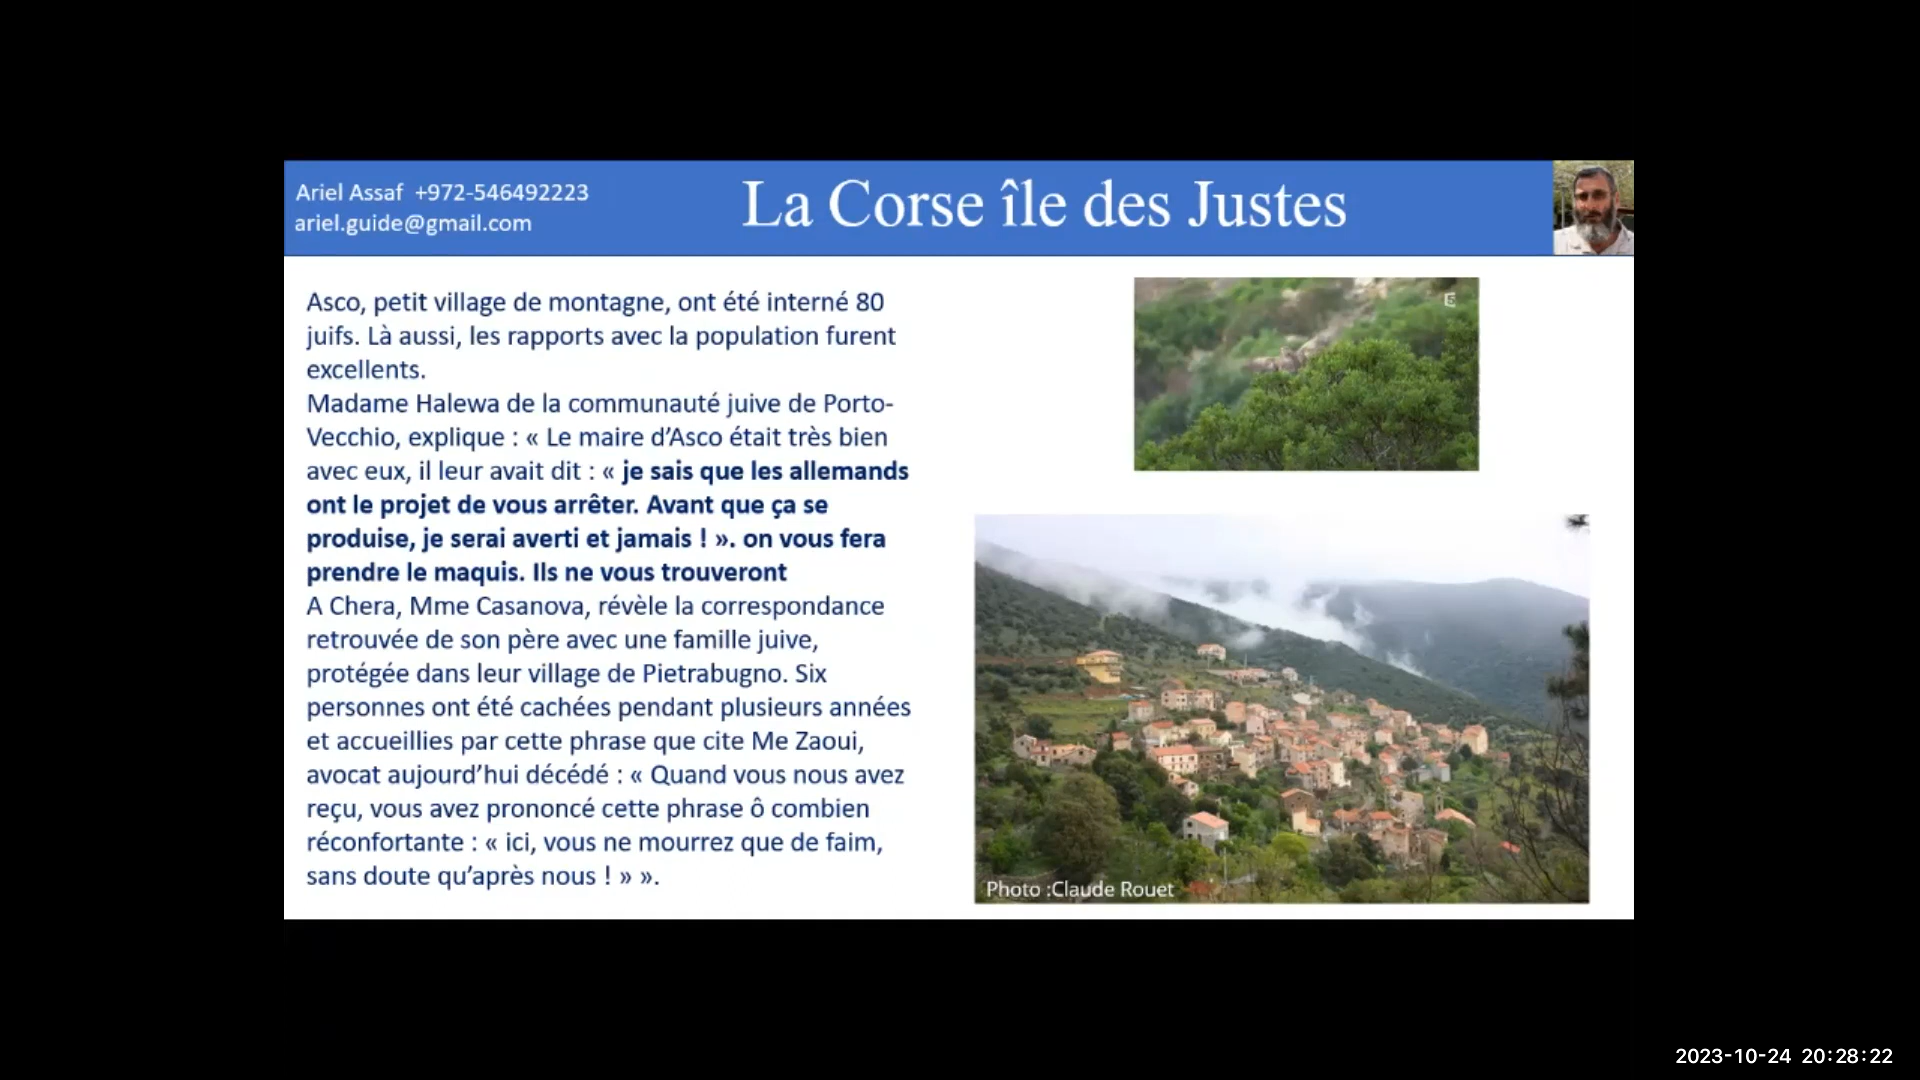 Ariel Assaf +972-546492223
ariel.guide@gmail.com
La Corse île des Justes
Asco, petit village de montagne, ont été interné 80
juifs. Là aussi, les rapports avec la population furent
excellents.
Madame Halewa de la communauté juive de Porto-
Vecchio, explique : « Le maire d’Asco était très bien
avec eux, il leur avait dit : « je sais que les allemands
ont le projet de vous arrêter. Avant que ça se
produise, je serai averti et jamais ! ». on vous fera
prendre le maquis. Ils ne vous trouveront
A Chera, Mme Casanova, révèle la correspondance
retrouvée de son père avec une famille juive,
protégée dans leur village de Pietrabugno. Six
personnes ont été cachées pendant plusieurs années
et accueillies par cette phrase que cite Me Zaoui,
avocat aujourd’hui décédé : « Quand vous nous avez
reçu, vous avez prononcé cette phrase ô combien
réconfortante : « ici, vous ne mourrez que de faim,
sans doute qu’après nous ! » ».
5
Photo :Claude Rouet
2023-10-24 20:28:22